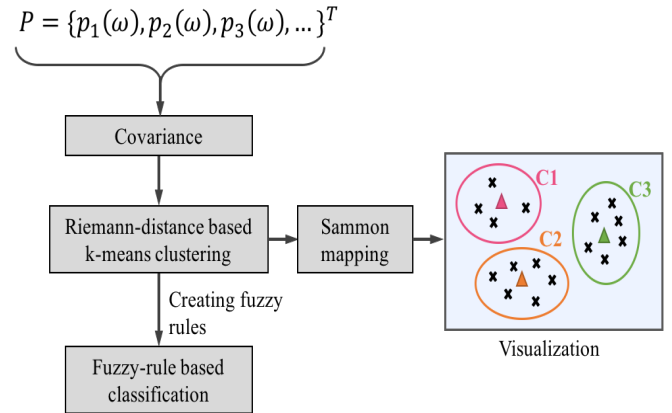 P = {p₁(ω), p₂(ω), p₃(ω), …}ᵀ
Covariance
Riemann-distance based
k-means clustering
Sammon
mapping
C1
C2
C3
Visualization
Creating fuzzy
rules
Fuzzy-rule based
classification